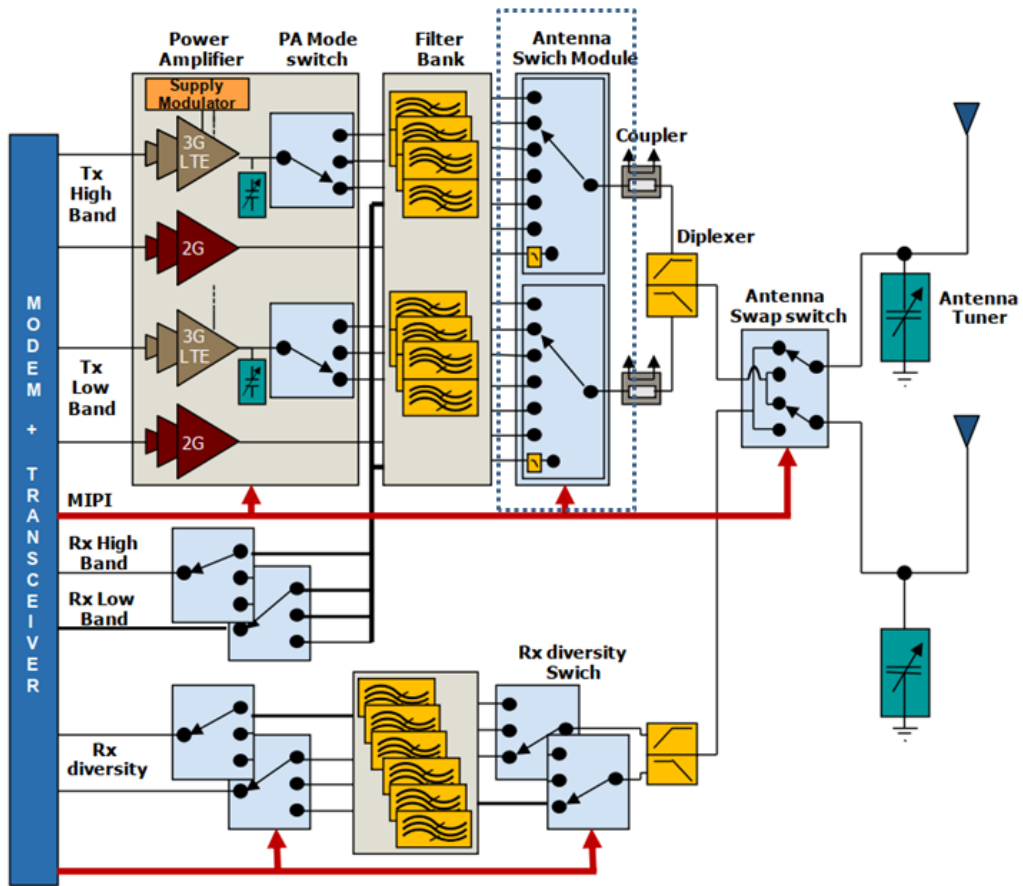 Power
Amplifier
PA Mode
switch
Filter
Bank
Antenna
Swich Module
Supply
Modulator
3G
LTE
Tx
High
Band
2G
Coupler
Diplexer
Antenna
Swap switch
Antenna
Tuner
3G
LTE
Tx
Low
Band
2G
MODEM + TRANSCEIVER
MIPI
Rx High
Band
Rx Low
Band
Rx diversity
Swich
Rx
diversity